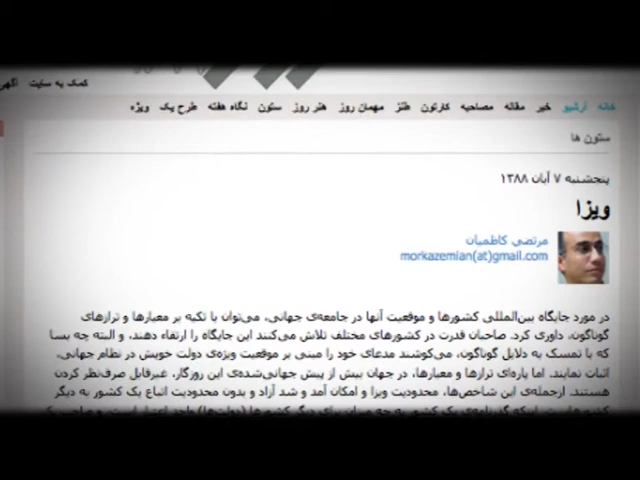 کمک به سایت
خانه آرشیو خبر مقاله مصاحبه کارتون طنز مهمان روز هنر روز ستون نگاه هفته طرح یک ویژه
ستون ها
پنجشنبه ۷ آبان ۱۳۸۸
ویزا
مرتضی کاظمیان
morkazemian(at)gmail.com
در مورد جایگاه بین‌المللی کشورها و موقعیت آنها در جامعه‌ی جهانی، می‌توان با تکیه بر معیارها و ترازهای
گوناگون، داوری کرد. صاحبان قدرت در کشورهای مختلف تلاش می‌کنند این جایگاه را ارتقاء دهند، و البته چه بسا
که با تمسک به دلایل گوناگون، می‌کوشند مدعای خود را مبنی بر موقعیت ویژه‌ی دولت خویش در نظام جهانی،
اثبات نمایند. اما پاره‌ای ترازها و معیارها، در جهان بیش از پیش جهانی‌شده‌ی این روزگار، غیرقابل صرف‌نظر کردن
هستند. ازجمله‌ی این شاخص‌ها، محدودیت ویزا و امکان آمد و شد آزاد و بدون محدودیت اتباع یک کشور به دیگر